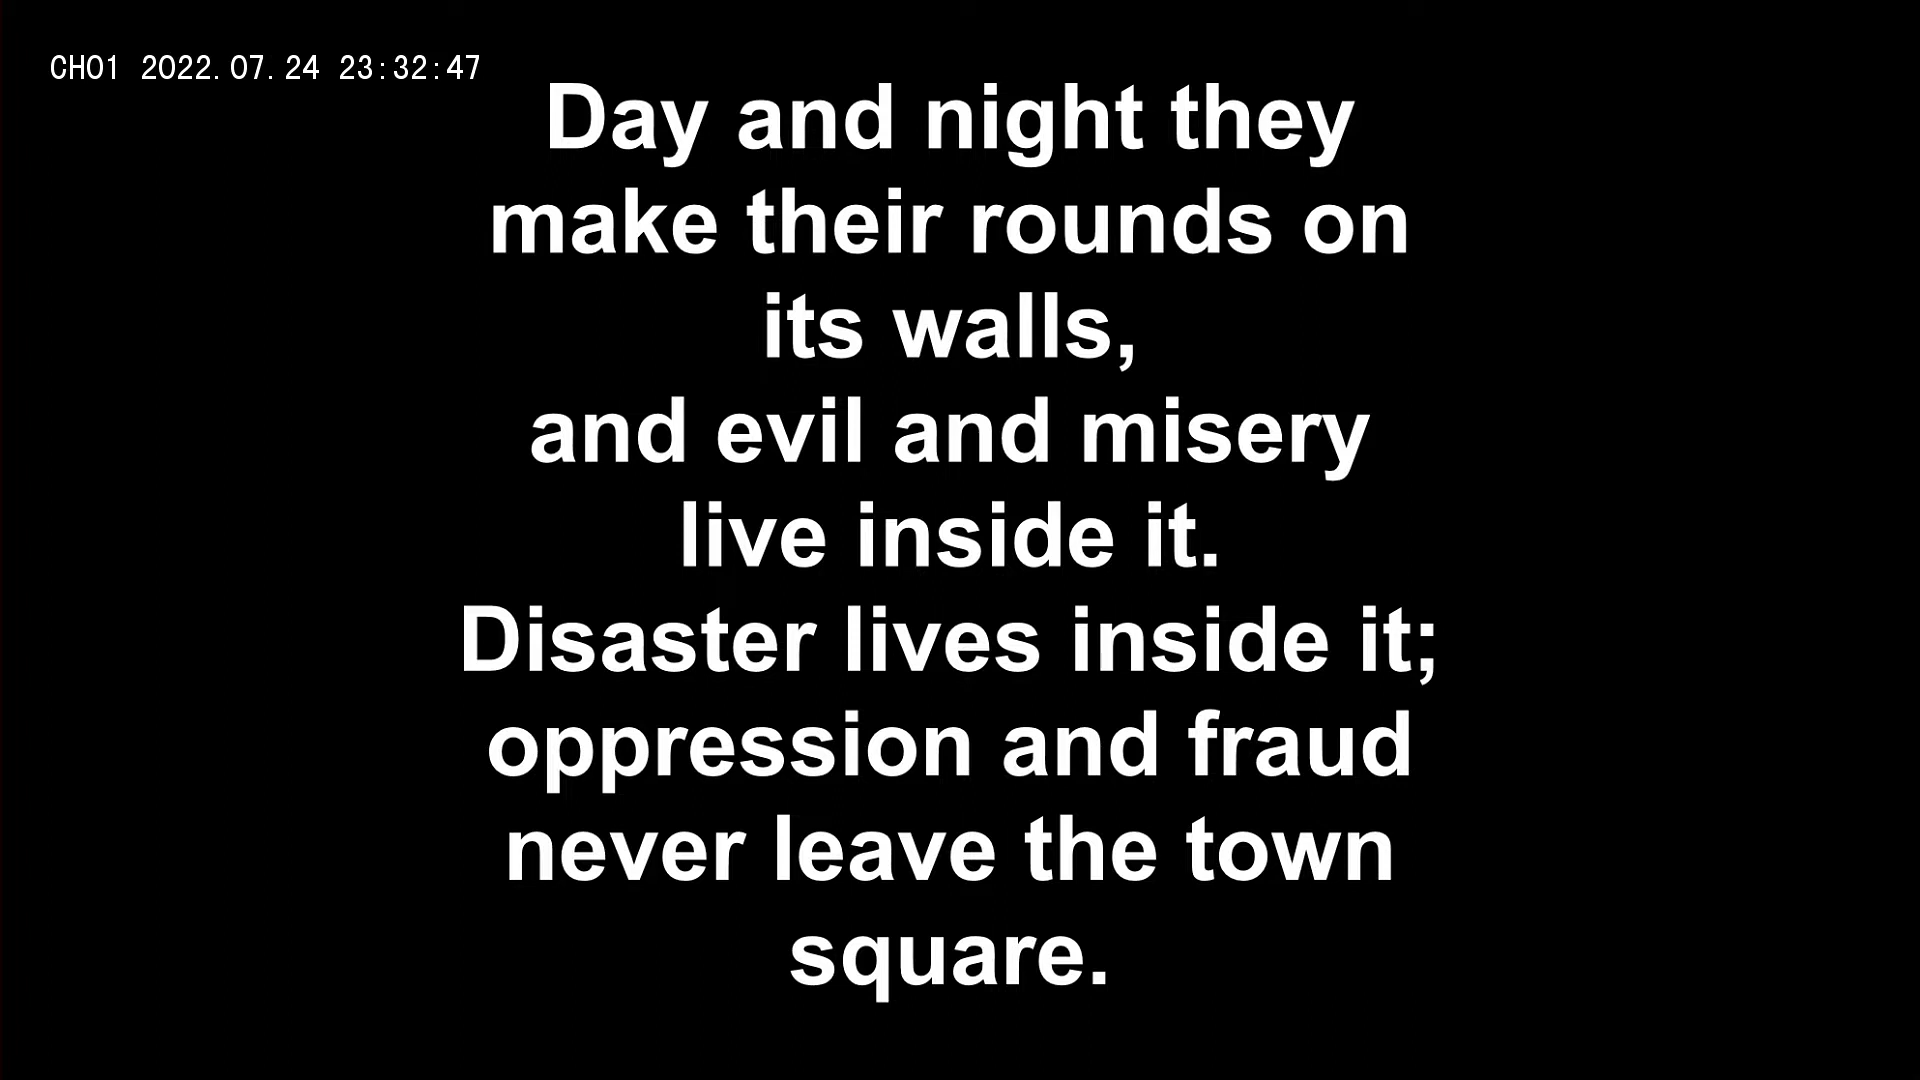 CH01 2022.07.24 23:32:47
Day and night they
make their rounds on
its walls,
and evil and misery
live inside it.
Disaster lives inside it;
oppression and fraud
never leave the town
square.